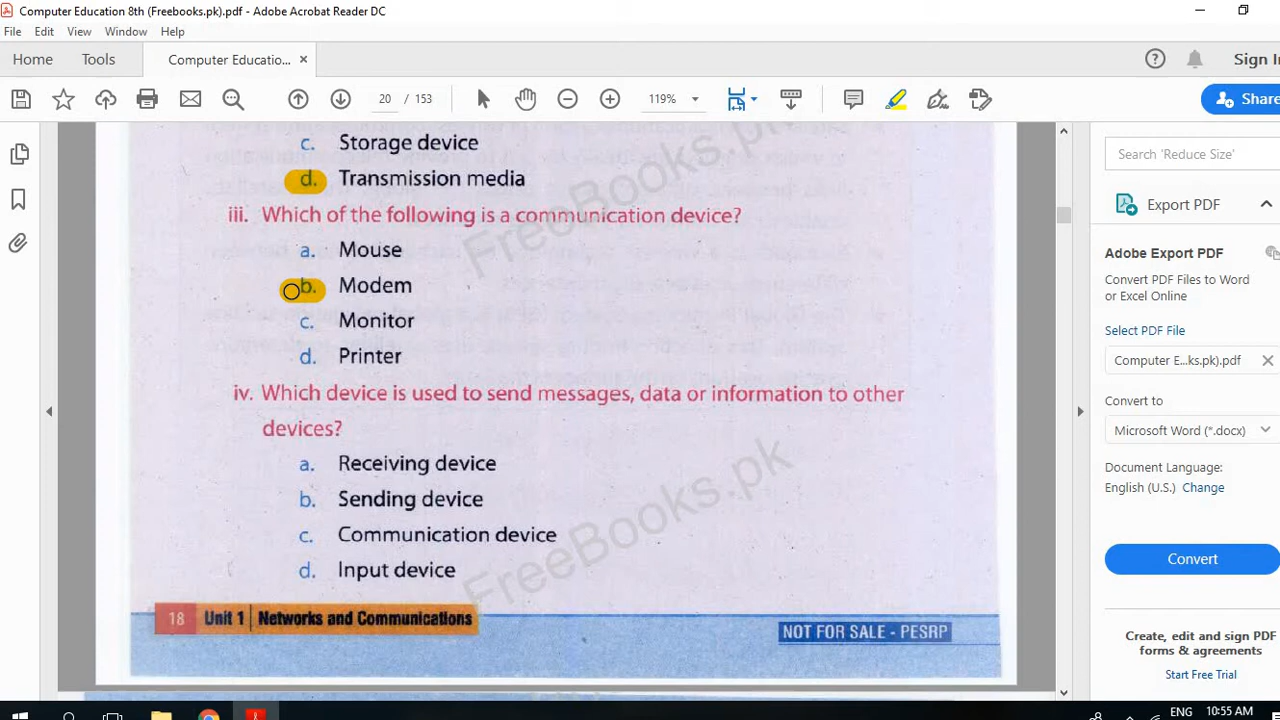 Computer Education 8th (Freebooks.pk).pdf - Adobe Acrobat Reader DC
File Edit View Window Help
Home Tools Computer Educatio... × ? Sign I
20 / 153 119% Share
c. Storage device
d. Transmission media
iii. Which of the following is a communication device?
a. Mouse
b. Modem
c. Monitor
d. Printer
iv. Which device is used to send messages, data or information to other
devices?
a. Receiving device
b. Sending device
c. Communication device
d. Input device
FreeBooks.pk
FreeBooks.pk
18 Unit 1 Networks and Communications
NOT FOR SALE - PESRP
Search 'Reduce Size'
Export PDF
Adobe Export PDF
Convert PDF Files to Word
or Excel Online
Select PDF File
Computer E...ks.pk).pdf ×
Convert to
Microsoft Word (*.docx)
Document Language:
English (U.S.) Change
Convert
Create, edit and sign PDF
forms & agreements
Start Free Trial
ENG 10:55 AM